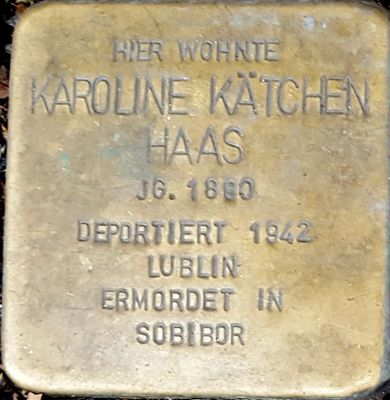 HIER WOHNTE
KAROLINE KÄTCHEN
HAAS
JG. 1880
DEPORTIERT 1942
LUBLIN
ERMORDET IN
SOBIBOR